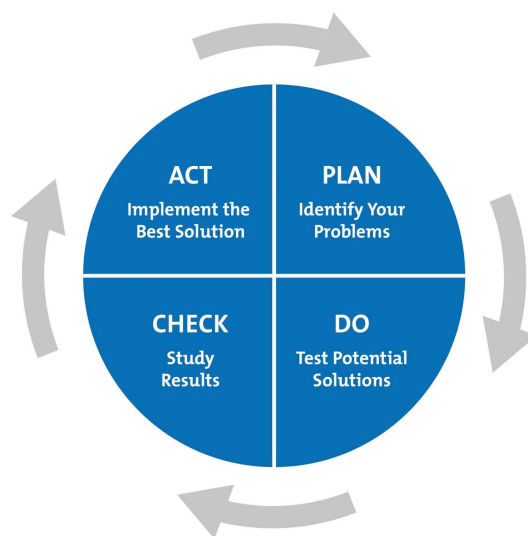 ACT
Implement the
Best Solution
PLAN
Identify Your
Problems
CHECK
Study
Results
DO
Test Potential
Solutions